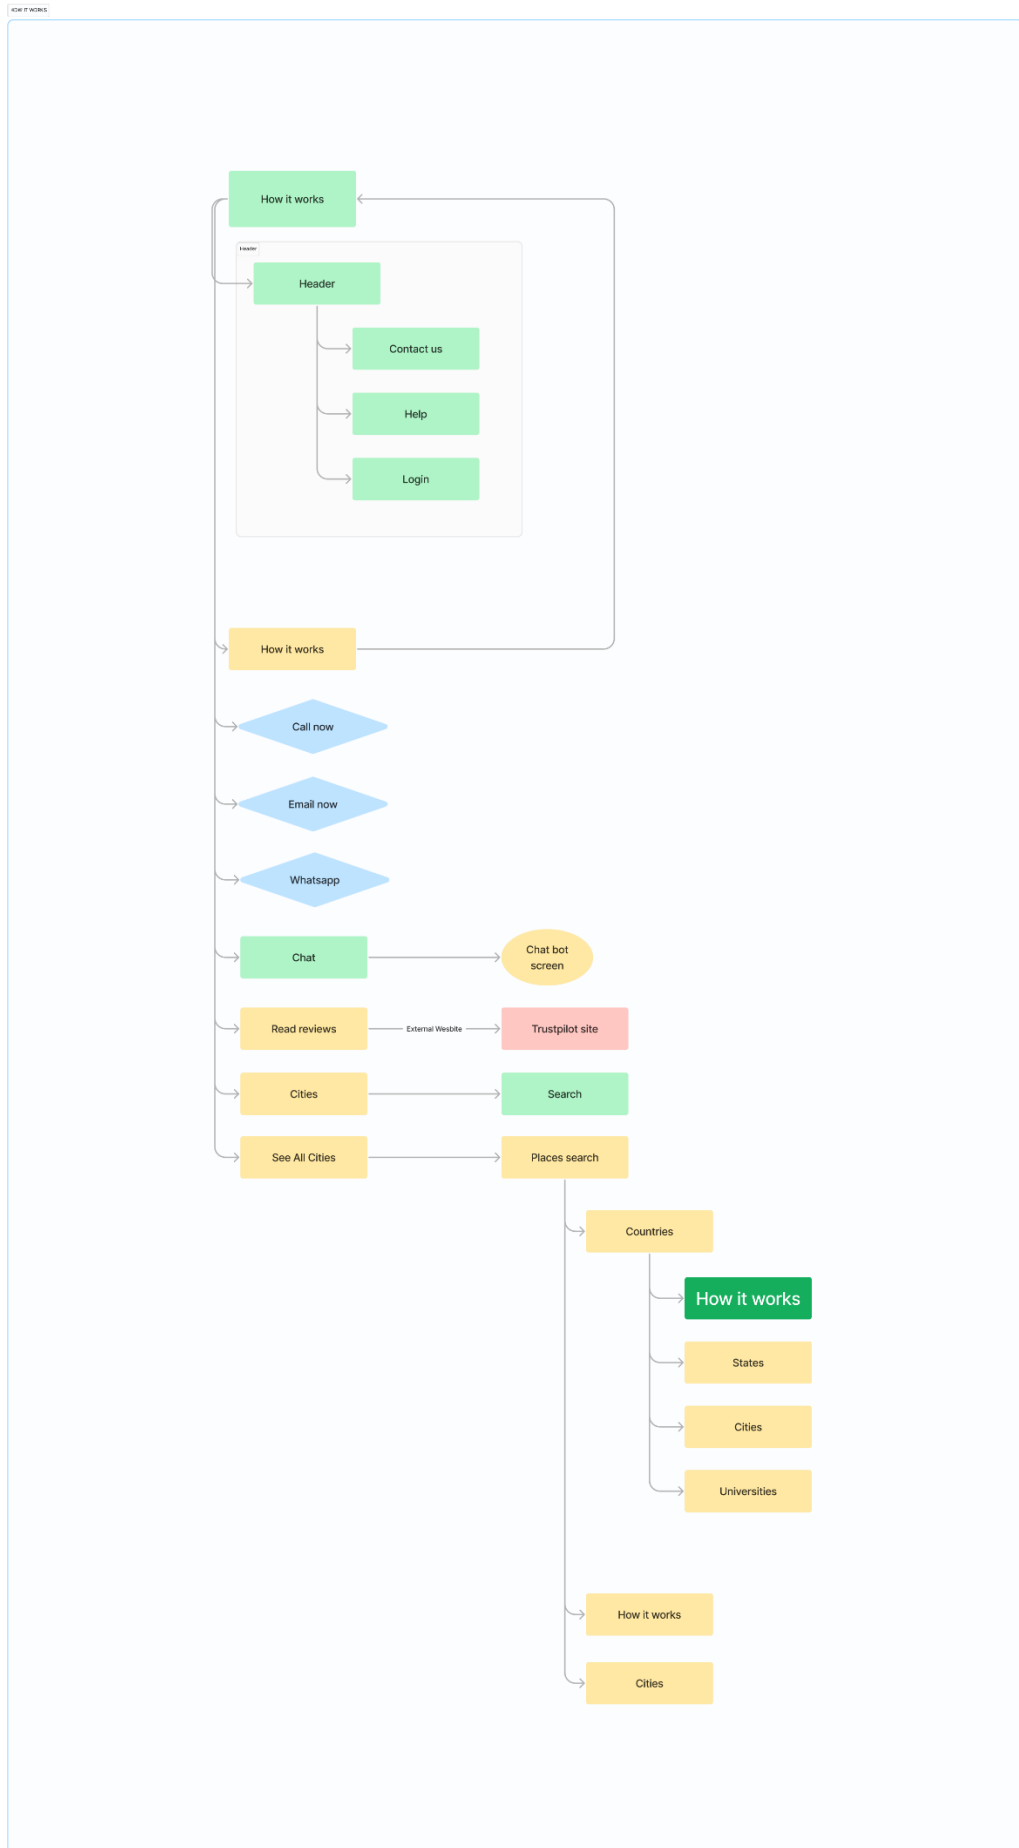 HOW IT WORKS
How it works
Header
Header
Contact us
Help
Login
How it works
Call now
Email now
Whatsapp
Chat
Chat bot
screen
Read reviews
External Wesbite
Trustpilot site
Cities
Search
See All Cities
Places search
Countries
How it works
States
Cities
Universities
How it works
Cities